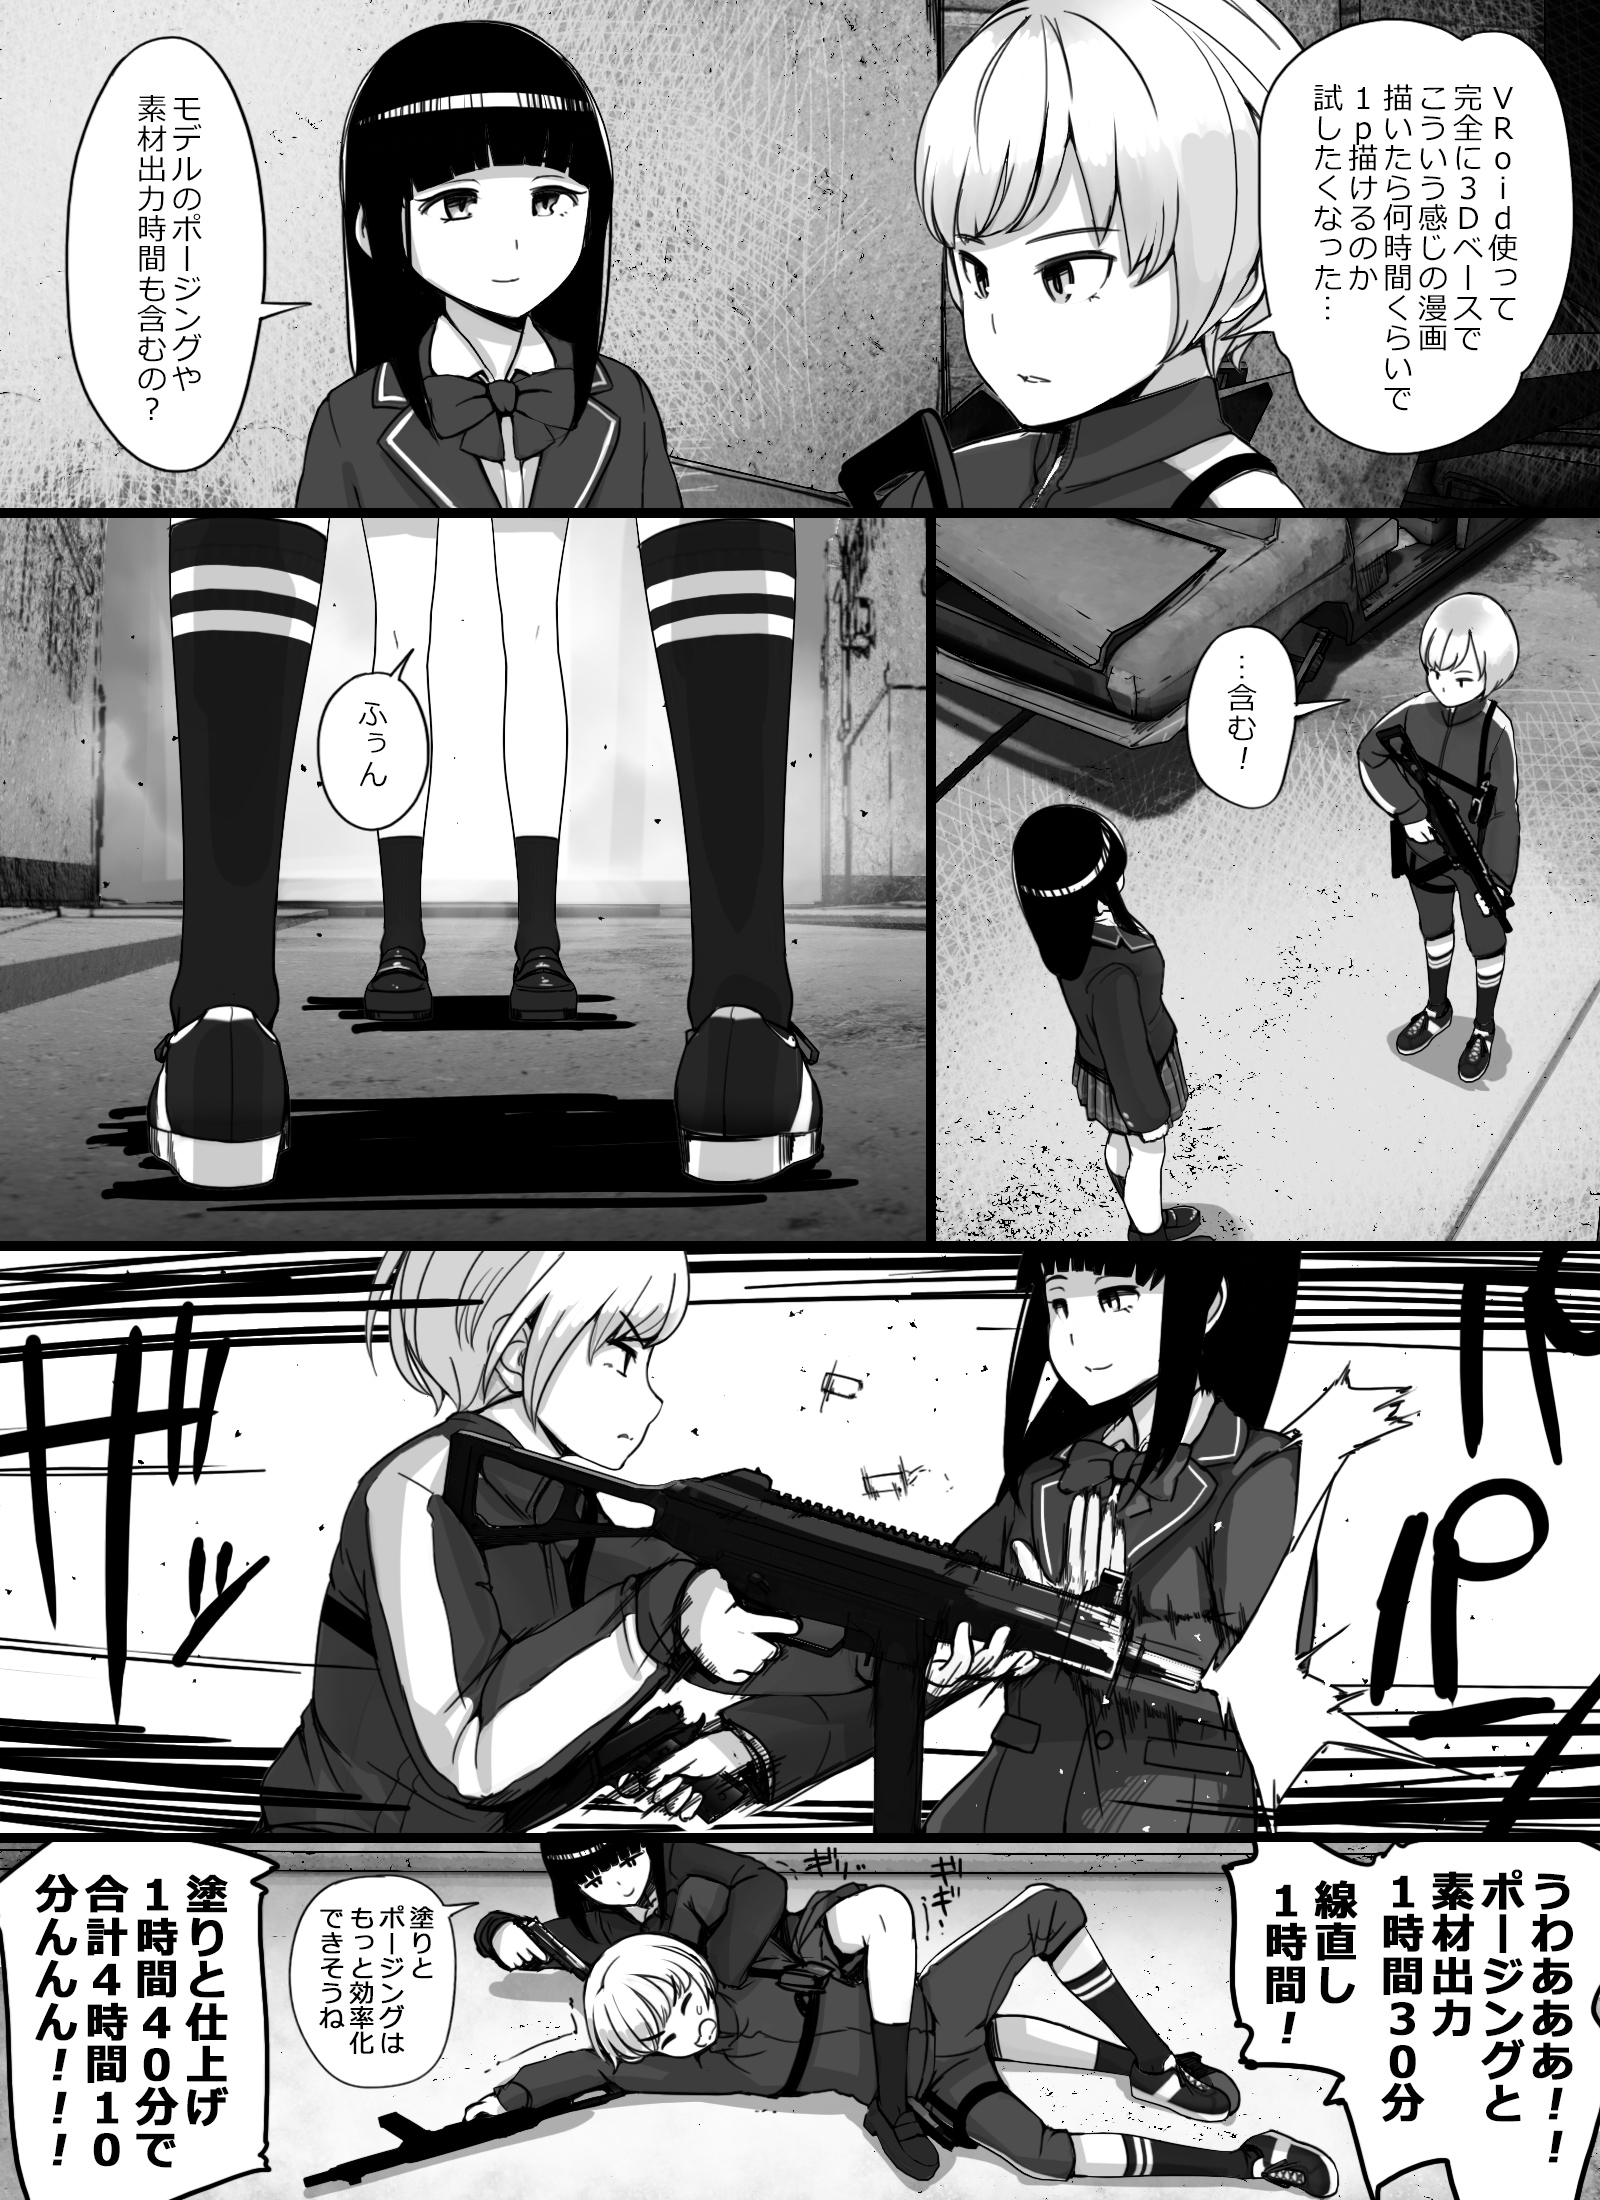 VRoid使って
完全に3Dベースで
こういう感じの漫画
描いたら何時間くらいで
1p描けるのか
試したくなった…
モデルのポージングや
素材出力時間も含むの?
…含む!
ふぅん
ザッ
うわあああぁ!!
ポージングと
素材出力
1時間30分
線直し
1時間!
ギリッ
ギギ
塗りと
ポージングは
もっと効率化
できそうね
塗りと仕上げ
1時間40分で
合計4時間10
分んんん!!!